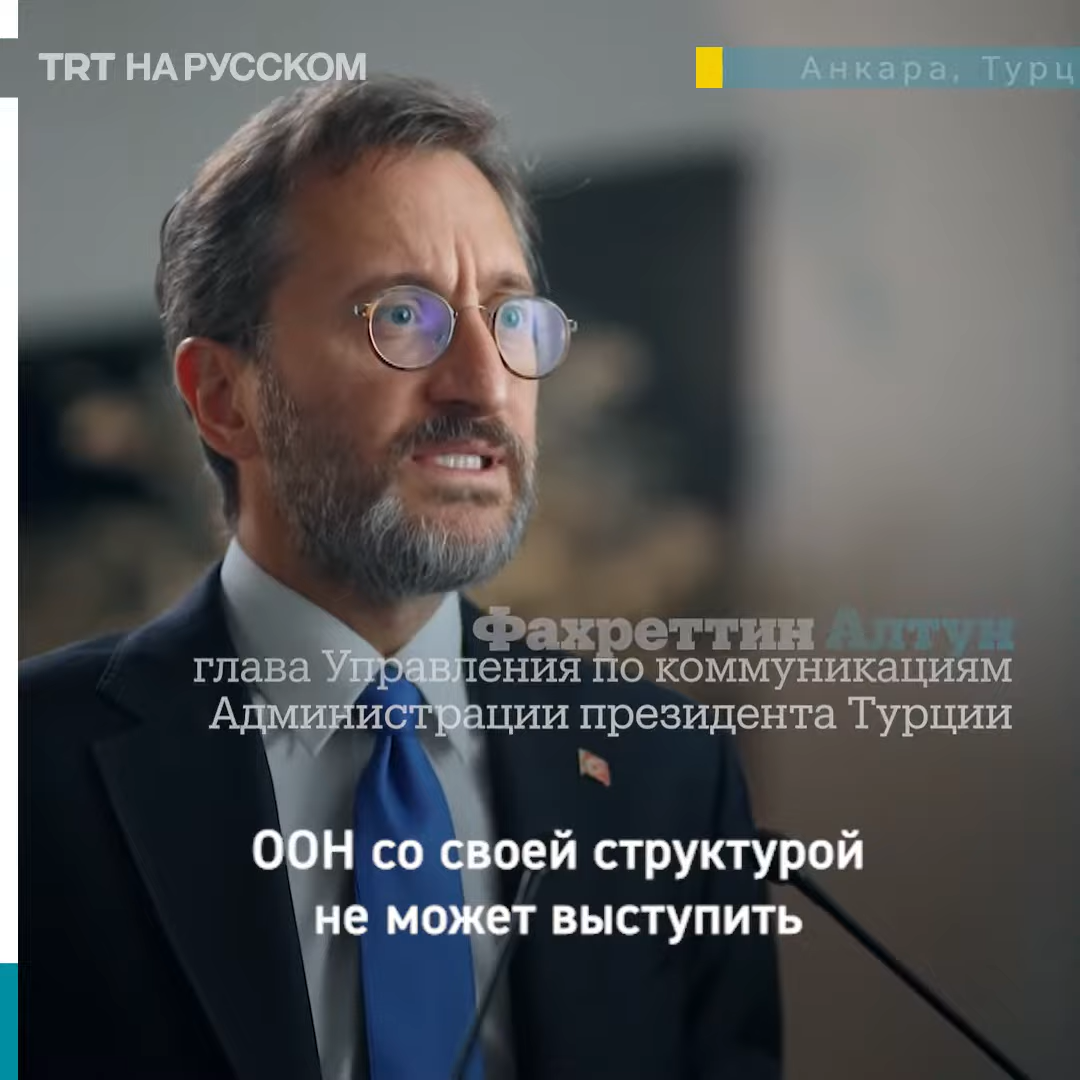 TRT НА РУССКОМ
Анкара, Турц
Фахреттин Алтун
глава Управления по коммуникациям
Администрации президента Турции
ООН со своей структурой
не может выступить